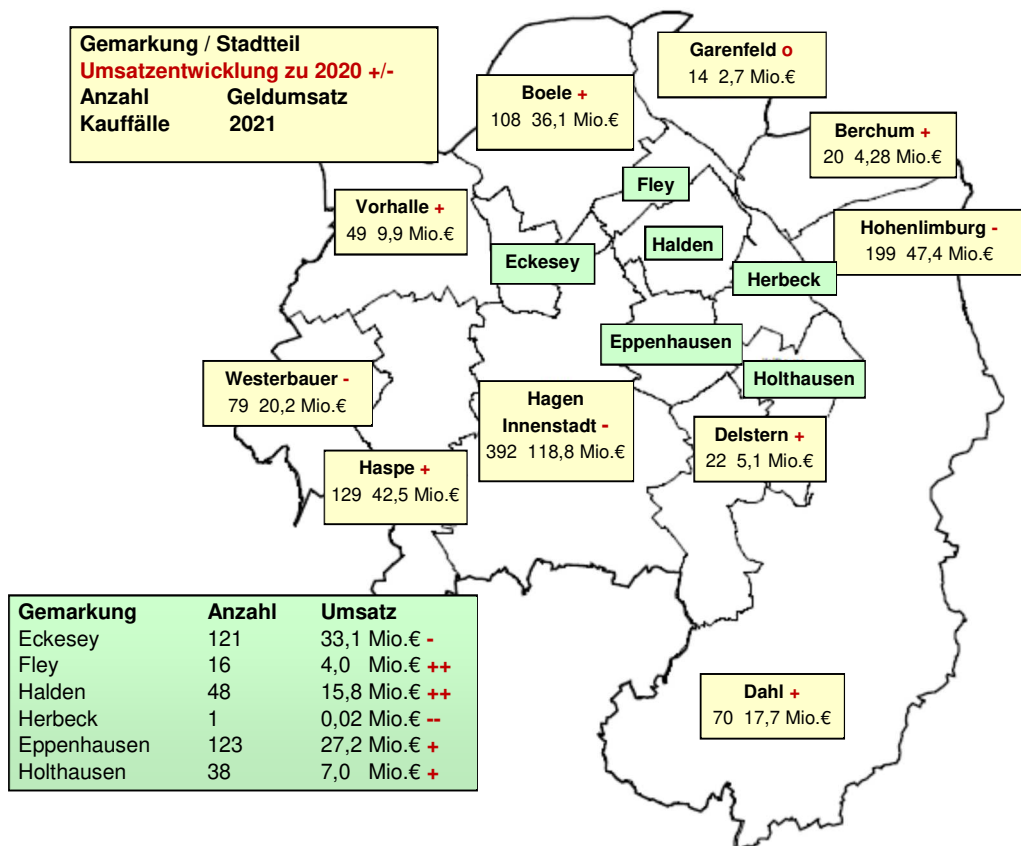 Gemarkung / Stadtteil
Umsatzentwicklung zu 2020 +/-
Anzahl Geldumsatz
Kauffälle 2021
Garenfeld o
14 2,7 Mio.€
Boele +
108 36,1 Mio.€
Berchum +
20 4,28 Mio.€
Fley
Vorhalle +
49 9,9 Mio.€
Hohenlimburg -
199 47,4 Mio.€
Halden
Eckesey
Herbeck
Eppenhausen
Holthausen
Westerbauer -
79 20,2 Mio.€
Hagen
Innenstadt -
392 118,8 Mio.€
Delstern +
22 5,1 Mio.€
Haspe +
129 42,5 Mio.€
Gemarkung Anzahl Umsatz
Eckesey 121 33,1 Mio.€ -
Fley 16 4,0 Mio.€ ++
Halden 48 15,8 Mio.€ ++
Herbeck 1 0,02 Mio.€ --
Eppenhausen 123 27,2 Mio.€ +
Holthausen 38 7,0 Mio.€ +
Dahl +
70 17,7 Mio.€